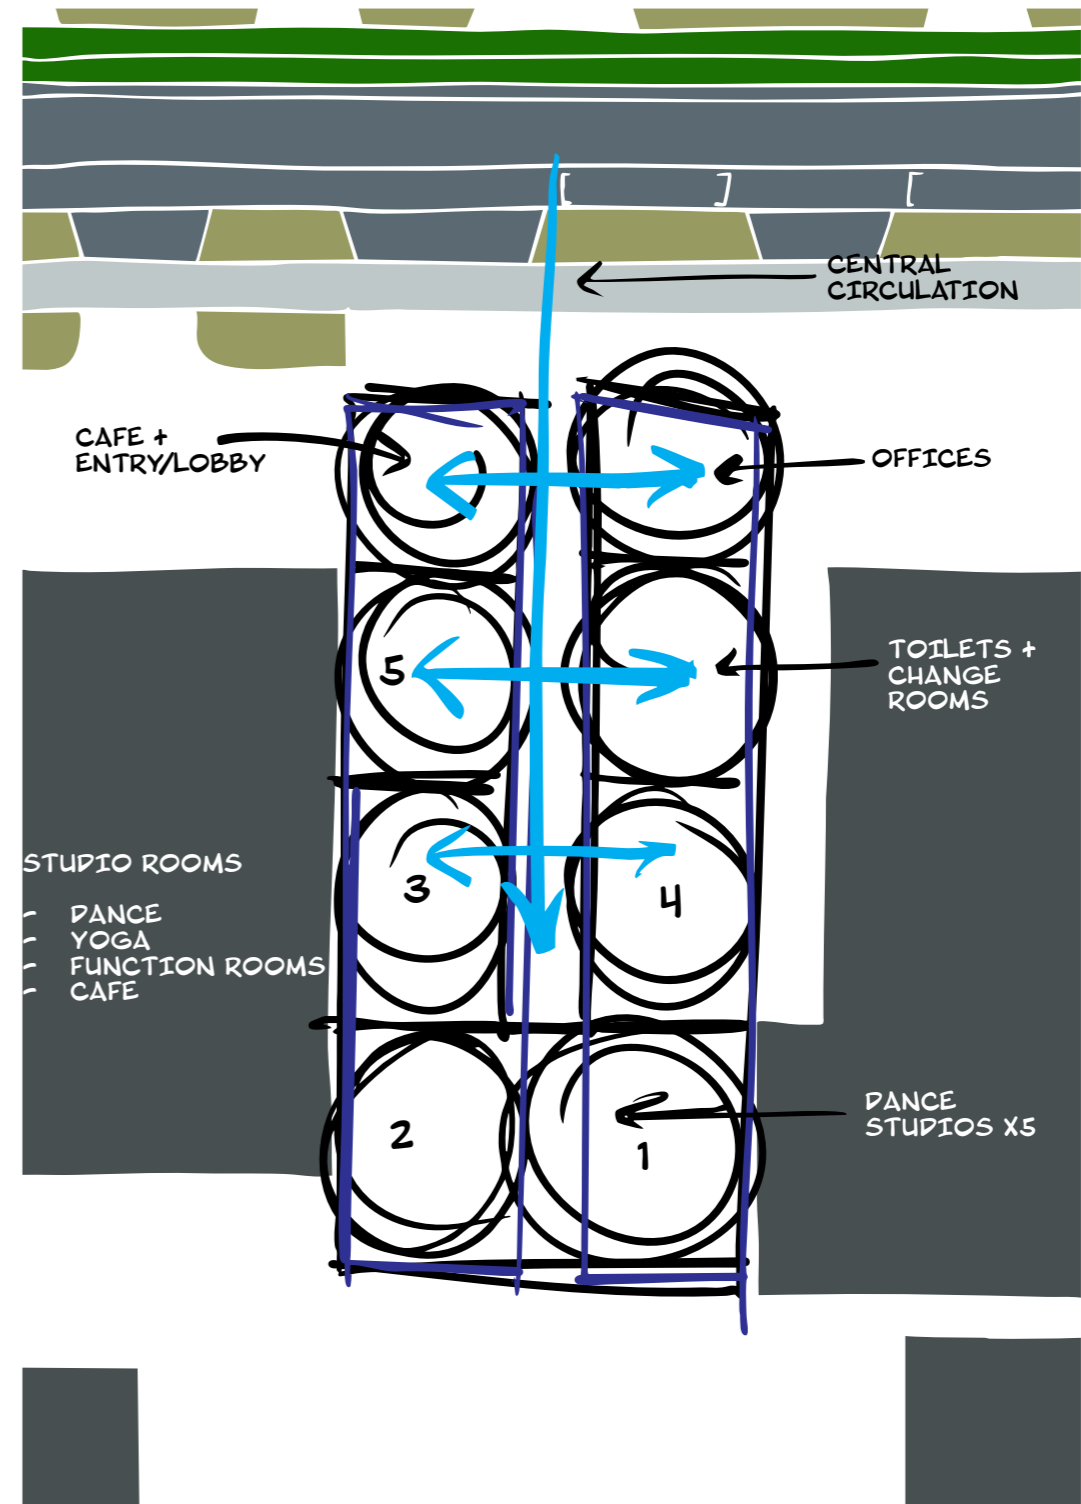 CENTRAL
CIRCULATION
CAFE +
ENTRY/LOBBY
OFFICES
5
TOILETS +
CHANGE
ROOMS
STUDIO ROOMS
- DANCE
- YOGA
- FUNCTION ROOMS
- CAFE
3
4
2
1
DANCE
STUDIOS X5